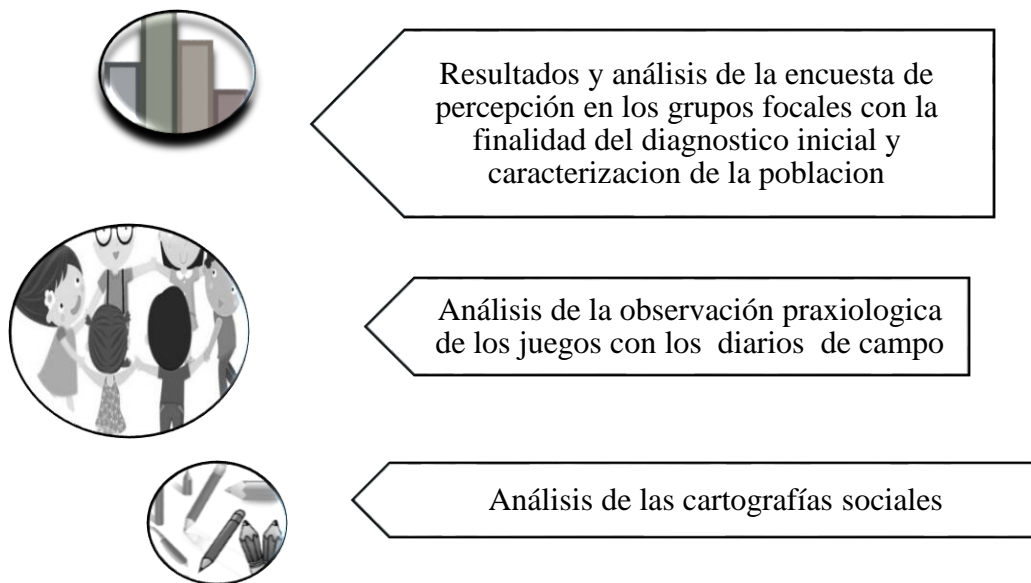 Resultados y análisis de la encuesta de
percepción en los grupos focales con la
finalidad del diagnostico inicial y
caracterizacion de la poblacion
Análisis de la observación praxiologica
de los juegos con los diarios de campo
Análisis de las cartografías sociales